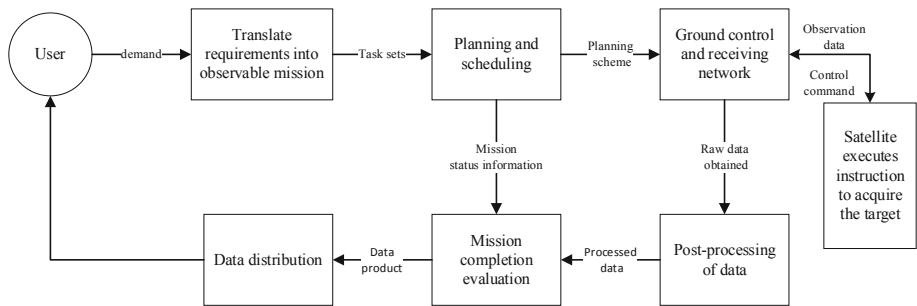 User
demand
Translate
requirements into
observable mission
Task sets
Planning and
scheduling
Planning
scheme
Ground control
and receiving
network
Observation
data
Control
command
Satellite
executes
instruction
to acquire
the target
Mission
status information
Raw data
obtained
Data distribution
Data
product
Mission
completion
evaluation
Processed
data
Post-processing
of data